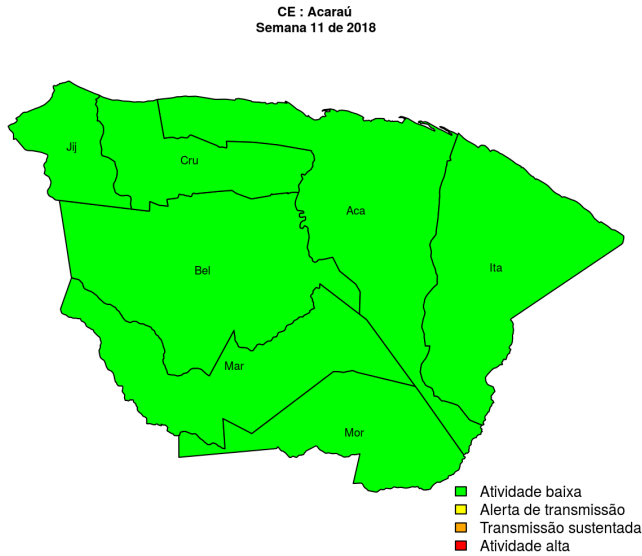 CE : Acaraú
Semana 11 de 2018
Jij
Cru
Aca
Bel
Ita
Mar
Mor
Atividade baixa
Alerta de transmissão
Transmissão sustentada
Atividade alta